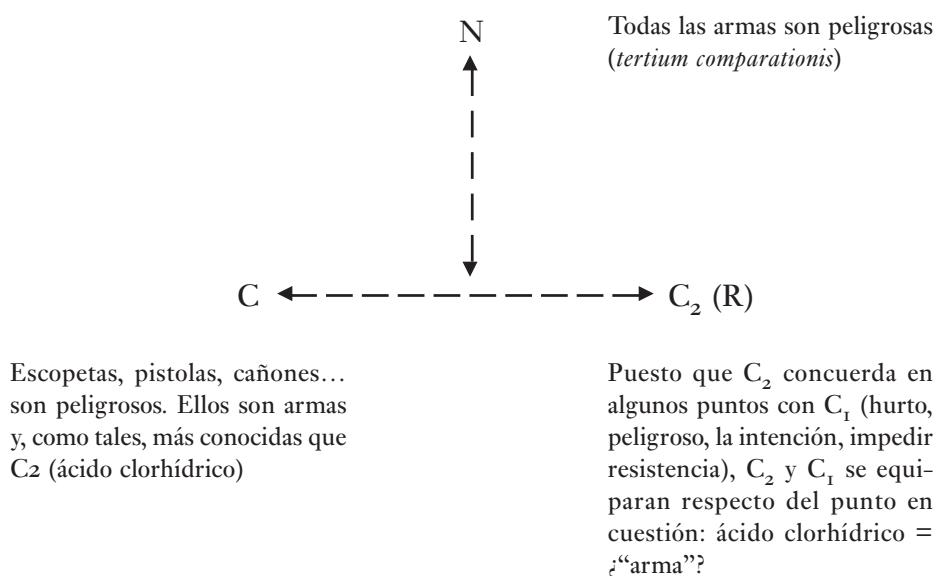 N
Todas las armas son peligrosas
(tertium comparationis)
C
C₂ (R)
Escopetas, pistolas, cañones…
son peligrosos. Ellos son armas
y, como tales, más conocidas que
C2 (ácido clorhídrico)
Puesto que C₂ concuerda en
algunos puntos con C₁ (hurto,
peligroso, la intención, impedir
resistencia), C₂ y C₁ se equi-
paran respecto del punto en
cuestión: ácido clorhídrico =
¿“arma”?